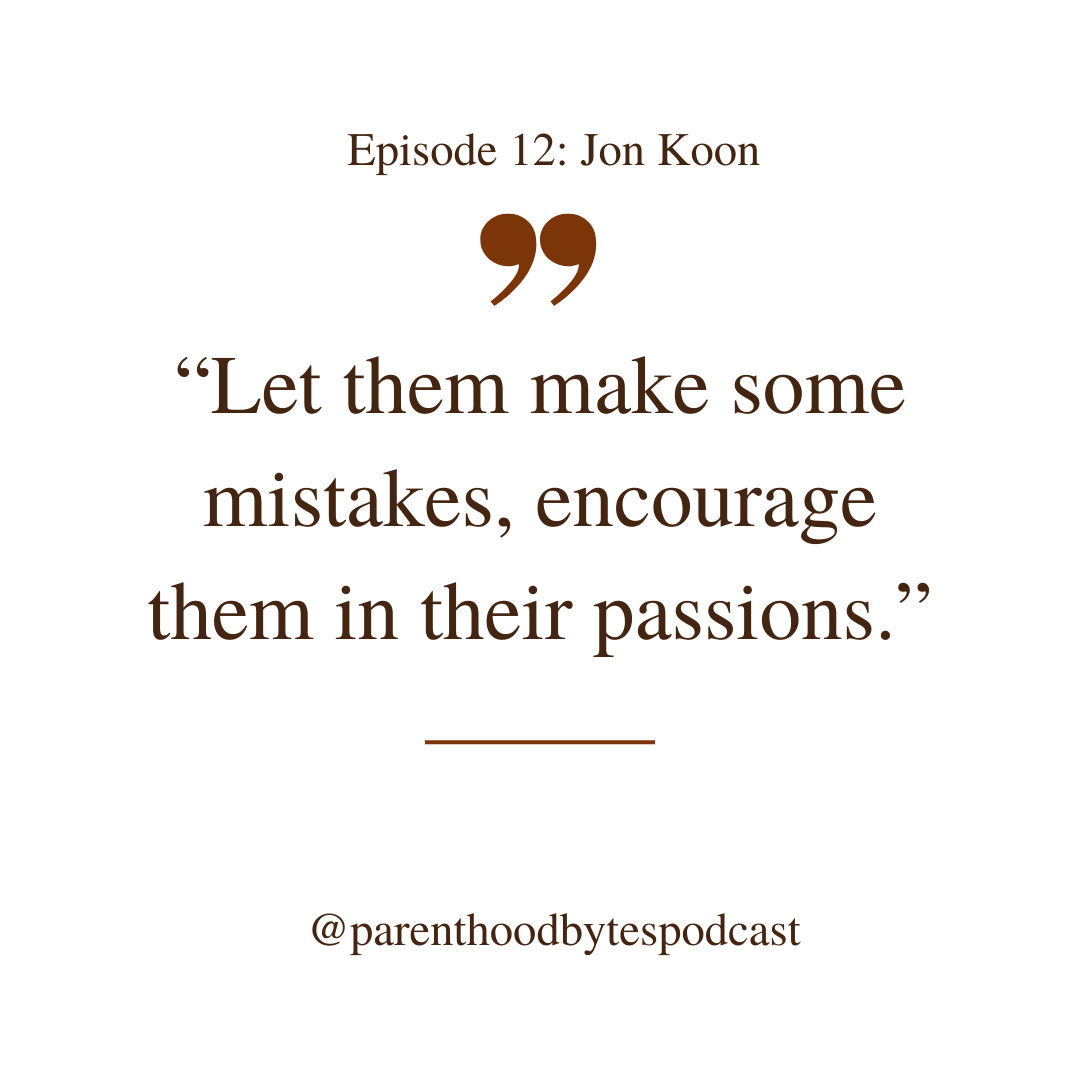 Episode 12: Jon Koon
”
“Let them make some
mistakes, encourage
them in their passions.”
@parenthoodbytespodcast